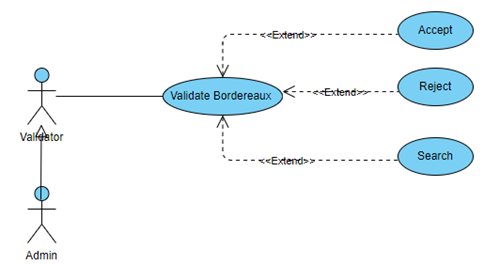 Accept
<<Extend>>
Validate Bordereaux
<<Extend>>
Reject
Validator
<<Extend>>
Search
Admin